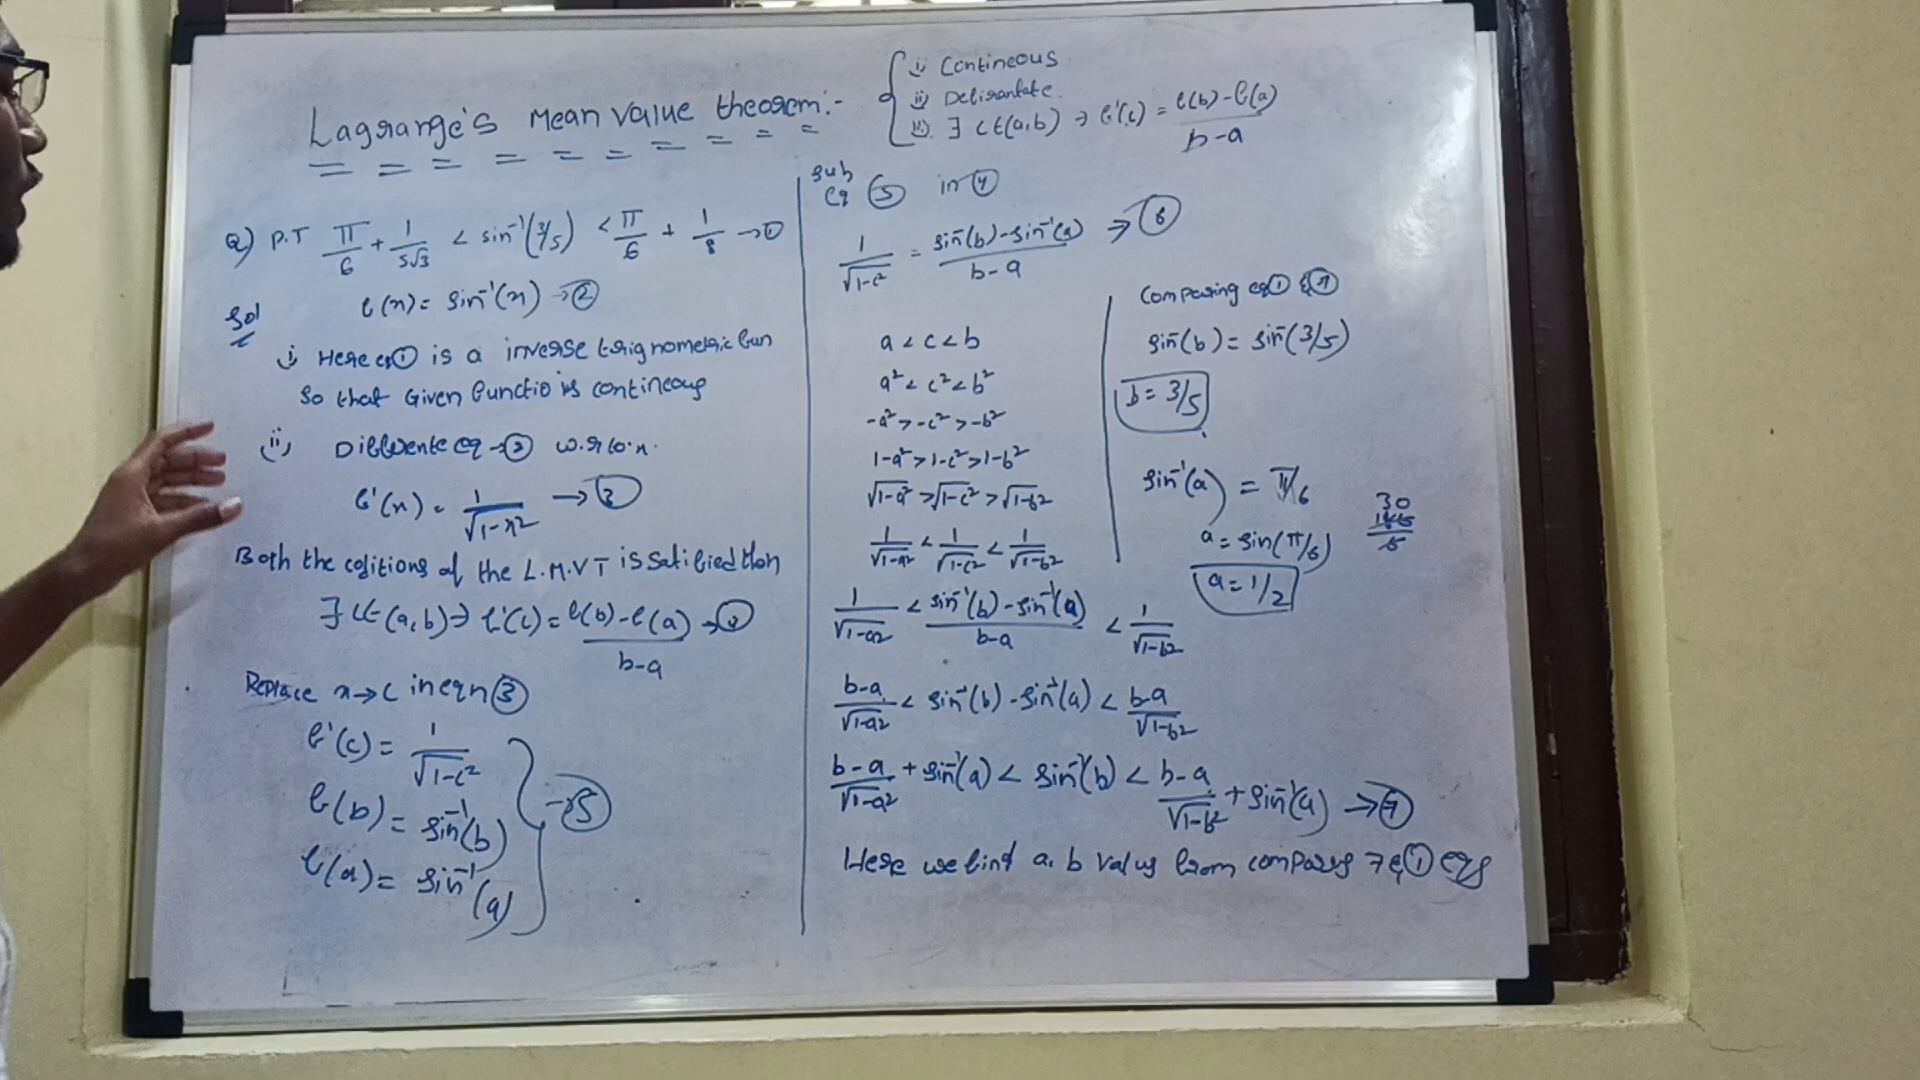 Lagrange's Mean value theorem:-
i, Contineous
ii, Delirantate.
iii). ∃ c∈(a,b) ∋ f'(c) = f(b)-f(a) / b-a
Q) P.T π/6 + 1/5√3 < sin⁻¹(3/5) < π/6 + 1/8 →①
Sol f(x) = sin⁻¹(x) →②
i, Here eq① is a inverse trignometric fun
So that Given functio is contineous
ii, Differente eq →② w.r.to.x.
f'(x) = 1/√1-x² →③
Both the coditions of the L.M.V.T is satified then
∃ c∈(a,b) ∋ f'(c) = f(b)-f(a) / b-a →④
Replace x→c in eqn ③
f'(c) = 1/√1-c²
f(b) = sin⁻¹(b)
f(a) = sin⁻¹(a)
→⑤
Sub
Eq ⑤ in ④
1/√1-c² = sin⁻¹(b)-sin⁻¹(a) / b-a → ⑥
a < c < b
a² < c² < b²
-a² > -c² > -b²
1-a² > 1-c² > 1-b²
√1-a² > √1-c² > √1-b²
1/√1-a² < 1/√1-c² < 1/√1-b²
1/√1-a² < sin⁻¹(b)-sin⁻¹(a) / b-a < 1/√1-b²
b-a/√1-a² < sin⁻¹(b)-sin⁻¹(a) < b-a/√1-b²
b-a/√1-a² + sin⁻¹(a) < sin⁻¹(b) < b-a/√1-b² + sin⁻¹(a) →⑦
Here we find a, b value from comparing 7 & ① eqs
Comparing eq① & ⑦
sin⁻(b) = sin⁻(3/5)
b = 3/5
sin⁻¹(a) = π/6
a = sin(π/6)
a = 1/2
30